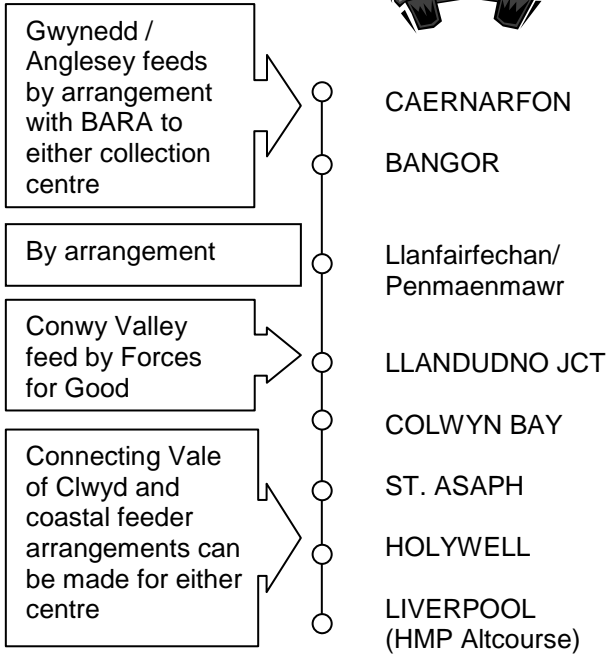 Gwynedd /
Anglesey feeds
by arrangement
with BARA to
either collection
centre
CAERNARFON
BANGOR
By arrangement
Llanfairfechan/
Penmaenmawr
Conwy Valley
feed by Forces
for Good
LLANDUDNO JCT
COLWYN BAY
Connecting Vale
of Clwyd and
coastal feeder
arrangements can
be made for either
centre
ST. ASAPH
HOLYWELL
LIVERPOOL
(HMP Altcourse)